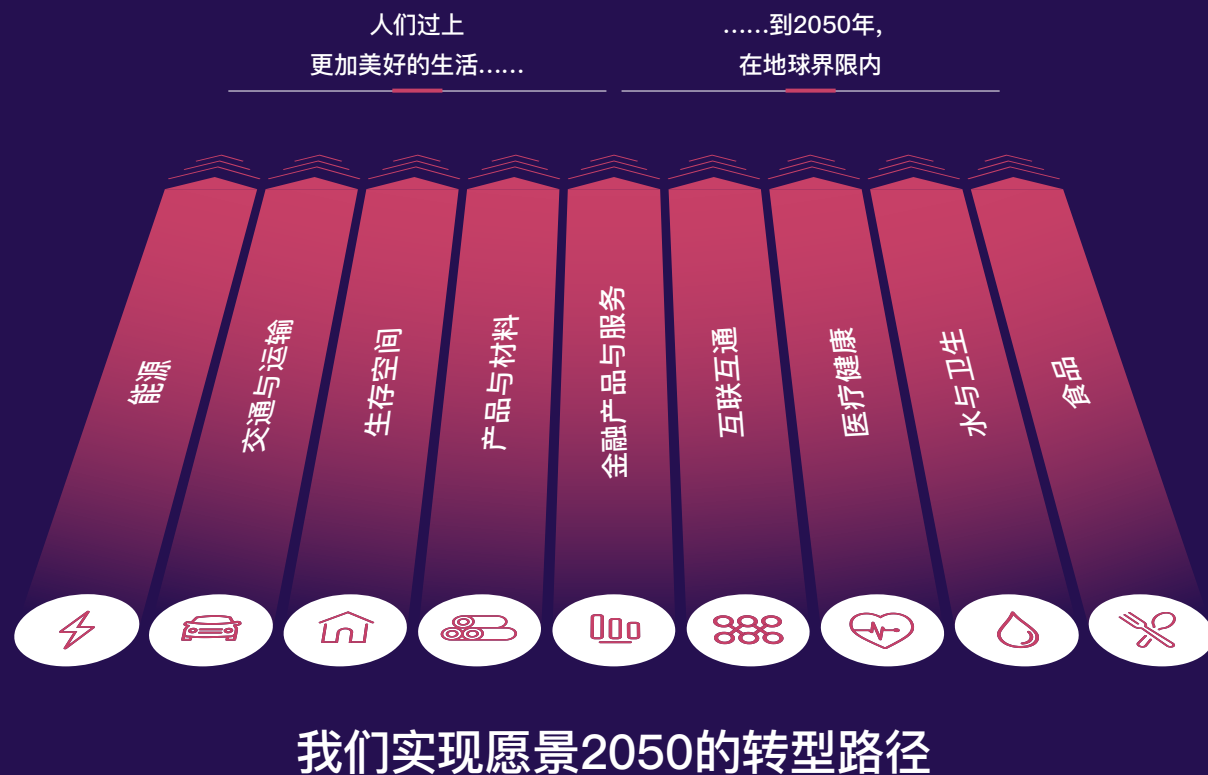 人们过上
更加美好的生活……
……到2050年,
在地球界限内
能源
交通与运输
生存空间
产品与材料
金融产品与服务
互联互通
医疗健康
水与卫生
食品
我们实现愿景2050的转型路径